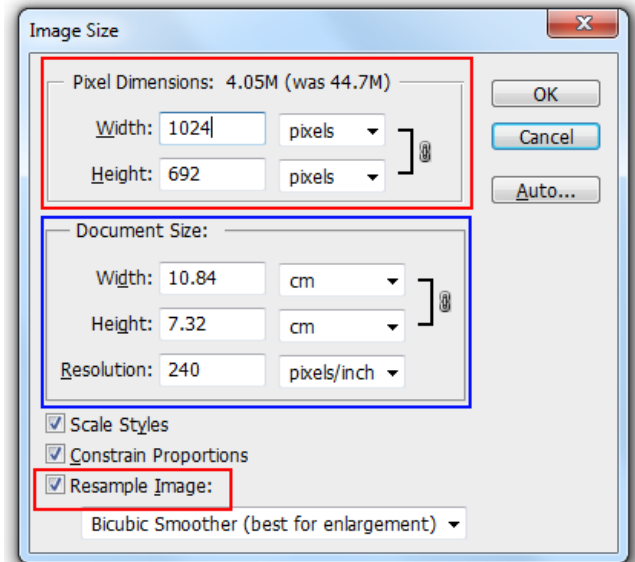 Image Size
Pixel Dimensions: 4.05M (was 44.7M)
Width: 1024 pixels
Height: 692 pixels
OK
Cancel
Auto...
Document Size:
Width: 10.84 cm
Height: 7.32 cm
Resolution: 240 pixels/inch
Scale Styles
Constrain Proportions
Resample Image:
Bicubic Smoother (best for enlargement)